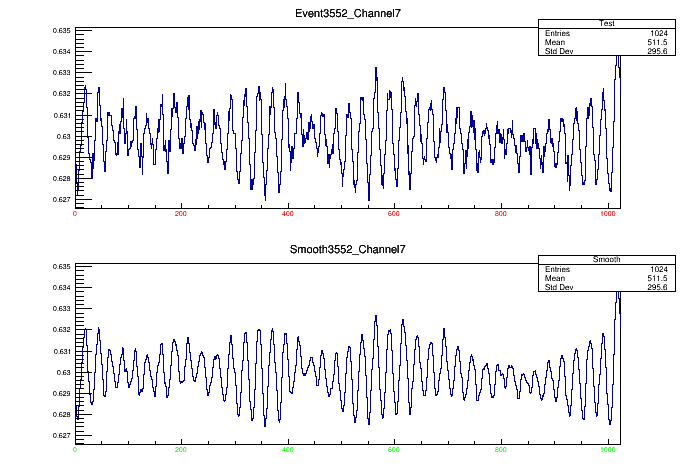 Event3552_Channel7
Test
Entries 1024
Mean 511.5
Std Dev 295.6
0.635
0.634
0.633
0.632
0.631
0.63
0.629
0.628
0.627
0 200 400 600 800 1000
Smooth3552_Channel7
Smooth
Entries 1024
Mean 511.5
Std Dev 295.6
0.635
0.634
0.633
0.632
0.631
0.63
0.629
0.628
0.627
0 200 400 600 800 1000